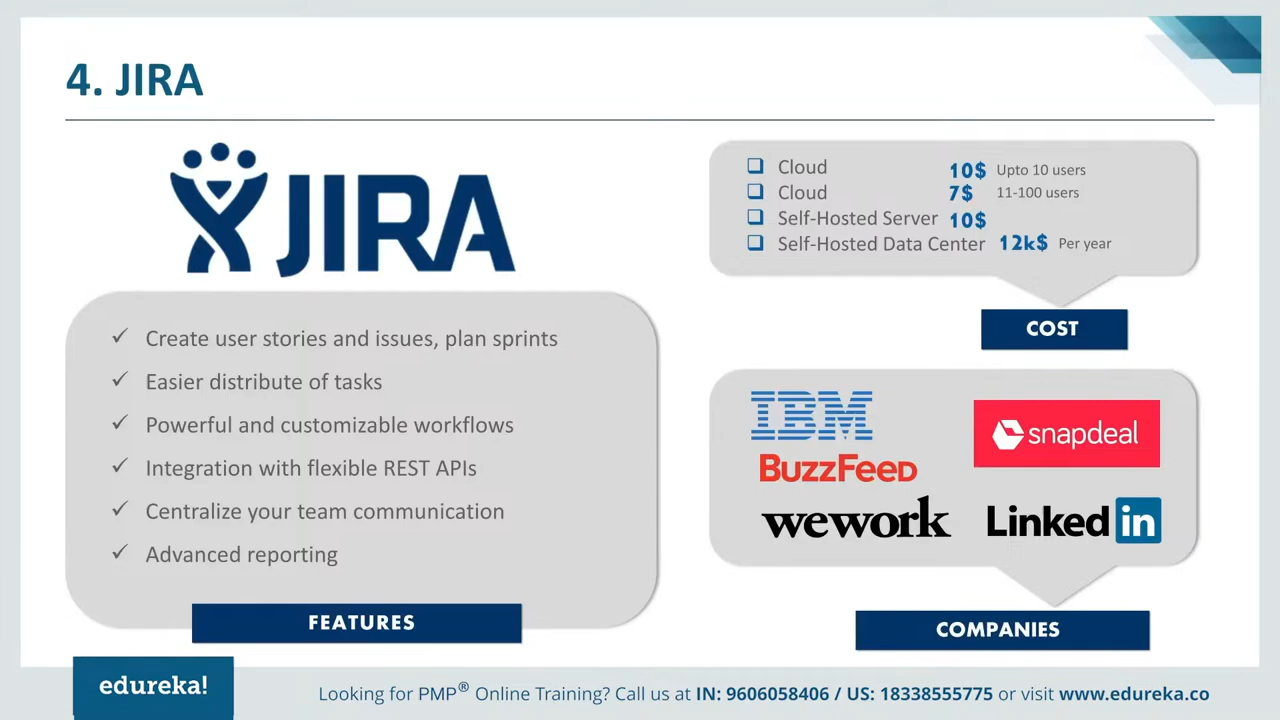 4. JIRA
JIRA
Create user stories and issues, plan sprints
Easier distribute of tasks
Powerful and customizable workflows
Integration with flexible REST APIs
Centralize your team communication
Advanced reporting
FEATURES
Cloud 10$ Upto 10 users
Cloud 7$ 11-100 users
Self-Hosted Server 10$
Self-Hosted Data Center 12k$ Per year
COST
IBM
snapdeal
BuzzFeed
wework
Linked in
COMPANIES
edureka!
Looking for PMP® Online Training? Call us at IN: 9606058406 / US: 18338555775 or visit www.edureka.co